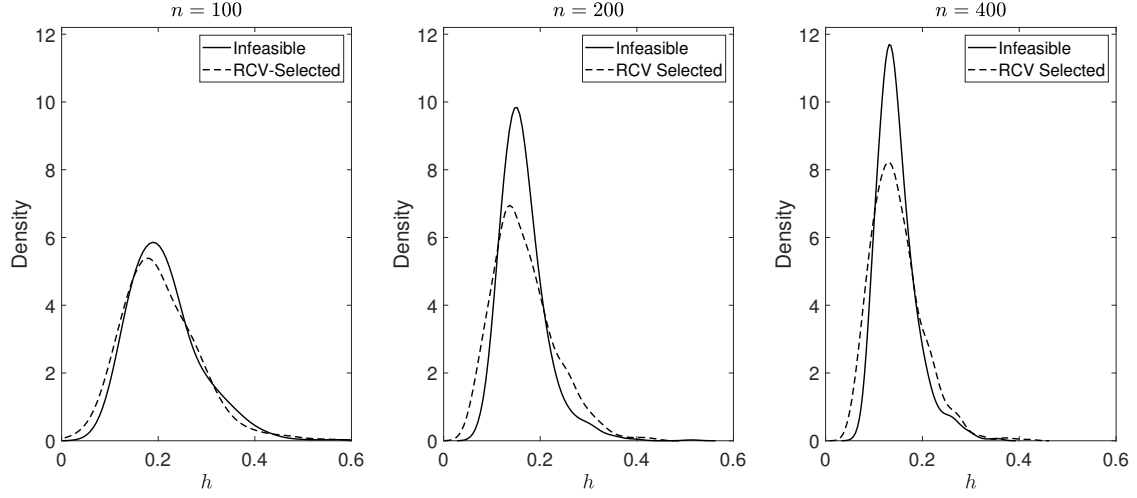 n = 100
Infeasible
RCV-Selected
Density
12
10
8
6
4
2
0
0 0.2 0.4 0.6
h
n = 200
Infeasible
RCV Selected
Density
12
10
8
6
4
2
0
0 0.2 0.4 0.6
h
n = 400
Infeasible
RCV Selected
Density
12
10
8
6
4
2
0
0 0.2 0.4 0.6
h